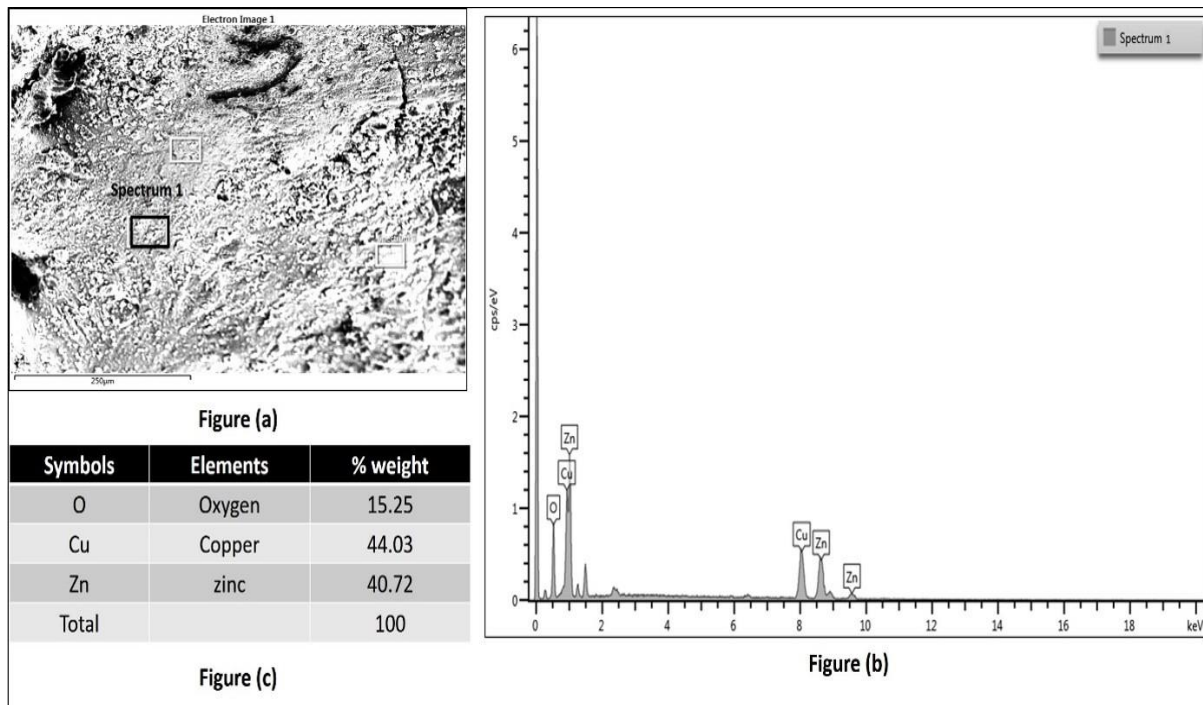 Electron Image 1
Spectrum 1
250µm
Figure (a)
Symbols Elements % weight
O Oxygen 15.25
Cu Copper 44.03
Zn zinc 40.72
Total 100
Figure (c)
Spectrum 1
cps/eV
6
5
4
3
2
1
0
Zn
Cu
O
Cu
Zn
Zn
0 2 4 6 8 10 12 14 16 18 keV
Figure (b)